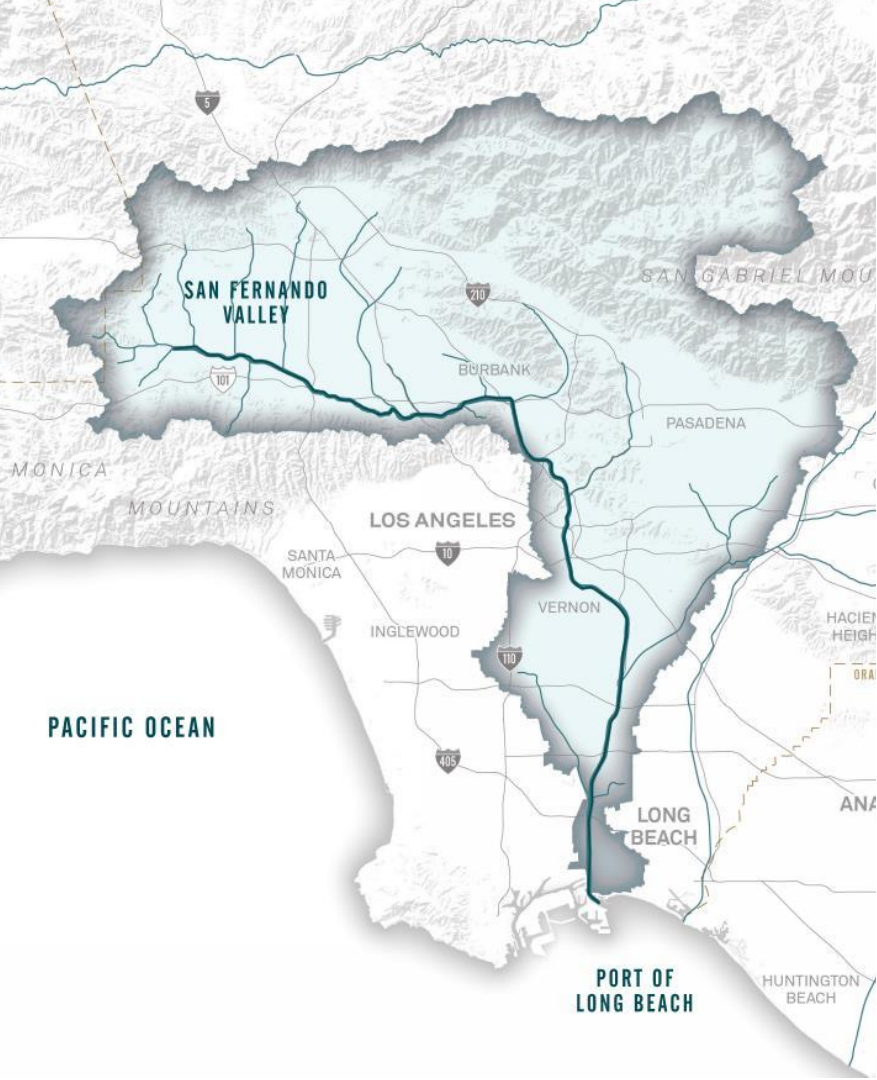 5
SAN GABRIEL MOU
SAN FERNANDO
VALLEY
210
BURBANK
101
PASADENA
MONICA
MOUNTAINS
LOS ANGELES
10
SANTA
MONICA
VERNON
INGLEWOOD
HACIEN
HEIGH
110
ORA
PACIFIC OCEAN
405
ANA
LONG
BEACH
PORT OF
LONG BEACH
HUNTINGTON
BEACH